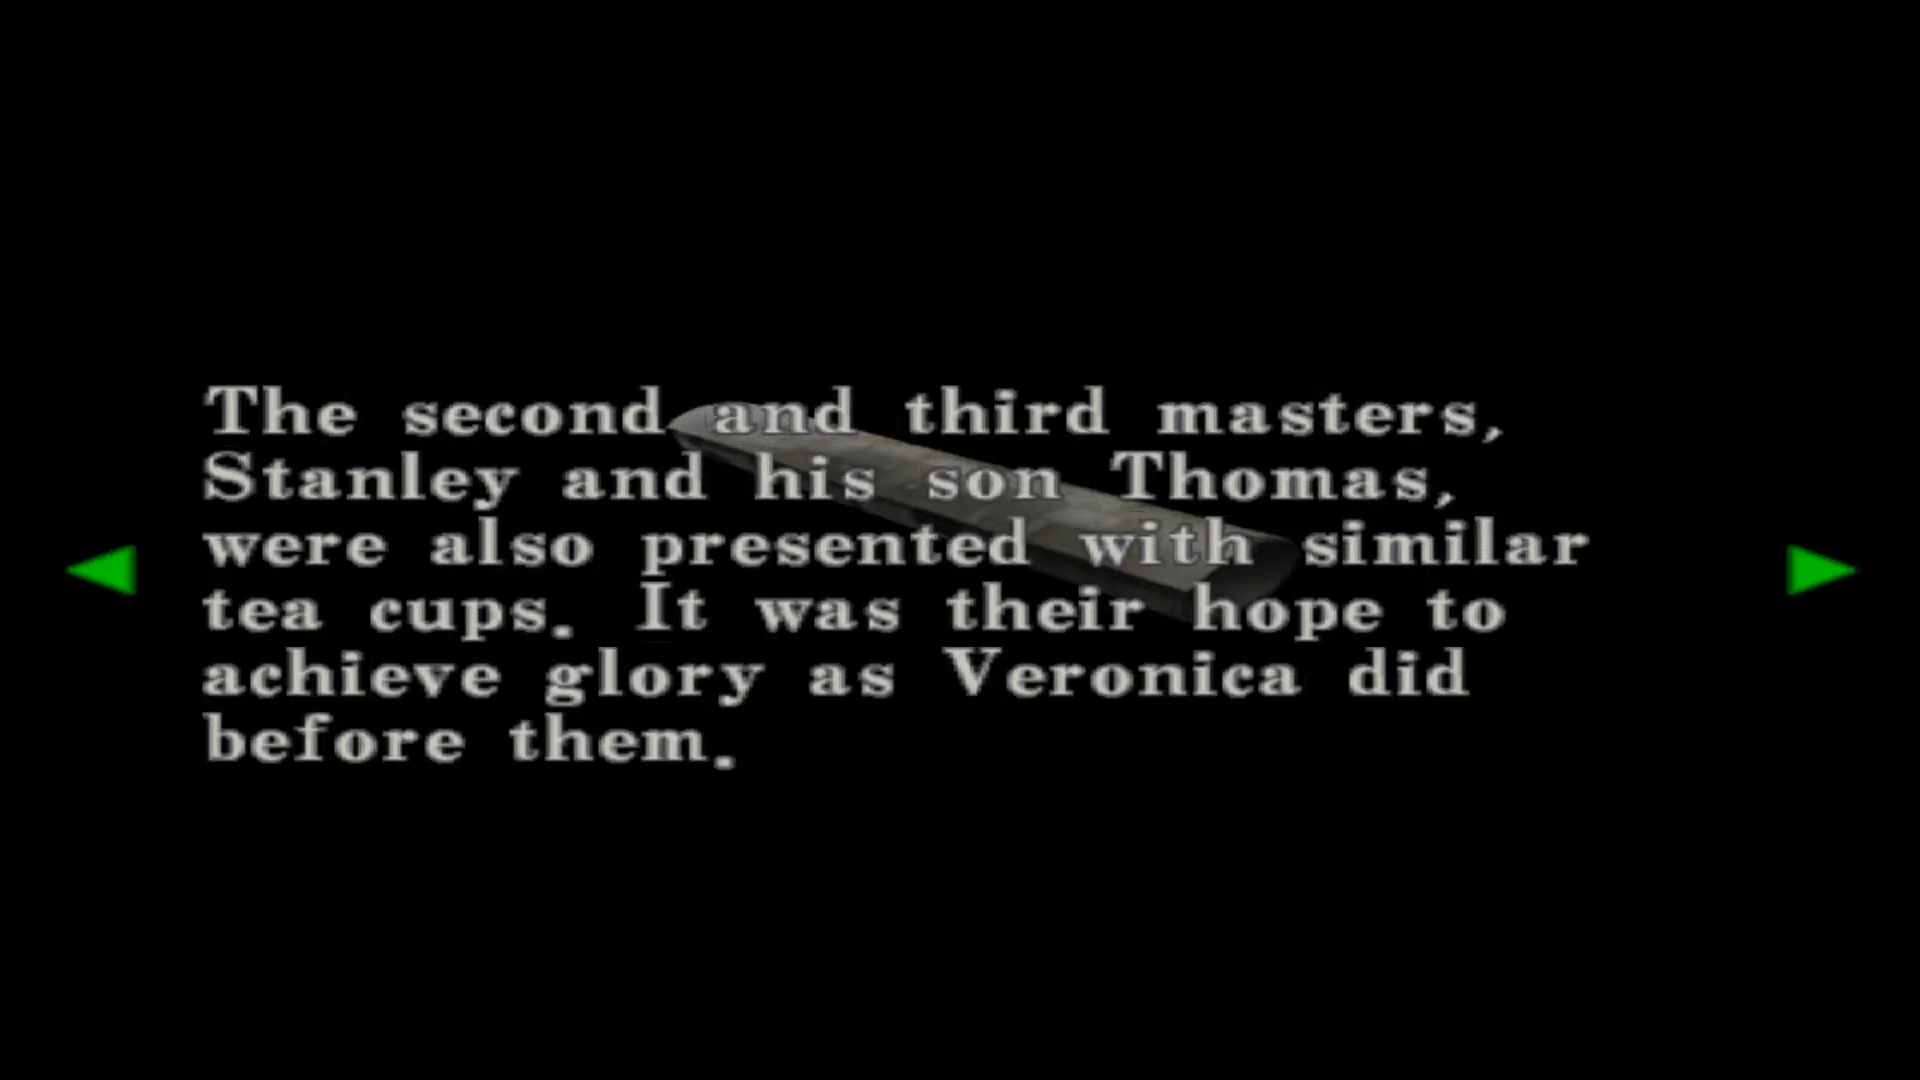 The second and third masters,
Stanley and his son Thomas,
were also presented with similar
tea cups. It was their hope to
achieve glory as Veronica did
before them.